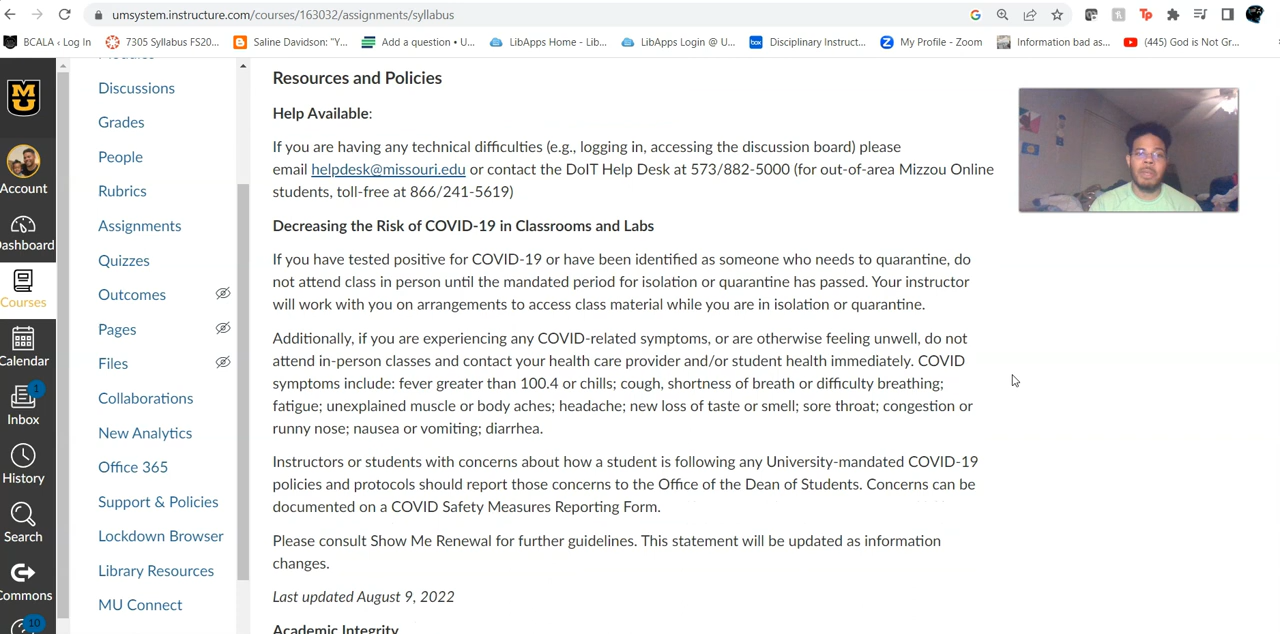 umsystem.instructure.com/courses/163032/assignments/syllabus
BCALA ‹ Log In
7305 Syllabus FS20...
Saline Davidson: "Y...
Add a question • U...
LibApps Home - Lib...
LibApps Login @ U...
Disciplinary Instruct...
My Profile - Zoom
Information bad as...
(445) God is Not Gr...
Account
Dashboard
Courses
Calendar
1
Inbox
History
Search
Commons
10
Discussions
Grades
People
Rubrics
Assignments
Quizzes
Outcomes
Pages
Files
Collaborations
New Analytics
Office 365
Support & Policies
Lockdown Browser
Library Resources
MU Connect
Resources and Policies
Help Available:
If you are having any technical difficulties (e.g., logging in, accessing the discussion board) please
email helpdesk@missouri.edu or contact the DoIT Help Desk at 573/882-5000 (for out-of-area Mizzou Online
students, toll-free at 866/241-5619)
Decreasing the Risk of COVID-19 in Classrooms and Labs
If you have tested positive for COVID-19 or have been identified as someone who needs to quarantine, do
not attend class in person until the mandated period for isolation or quarantine has passed. Your instructor
will work with you on arrangements to access class material while you are in isolation or quarantine.
Additionally, if you are experiencing any COVID-related symptoms, or are otherwise feeling unwell, do not
attend in-person classes and contact your health care provider and/or student health immediately. COVID
symptoms include: fever greater than 100.4 or chills; cough, shortness of breath or difficulty breathing;
fatigue; unexplained muscle or body aches; headache; new loss of taste or smell; sore throat; congestion or
runny nose; nausea or vomiting; diarrhea.
Instructors or students with concerns about how a student is following any University-mandated COVID-19
policies and protocols should report those concerns to the Office of the Dean of Students. Concerns can be
documented on a COVID Safety Measures Reporting Form.
Please consult Show Me Renewal for further guidelines. This statement will be updated as information
changes.
Last updated August 9, 2022
Academic Integrity